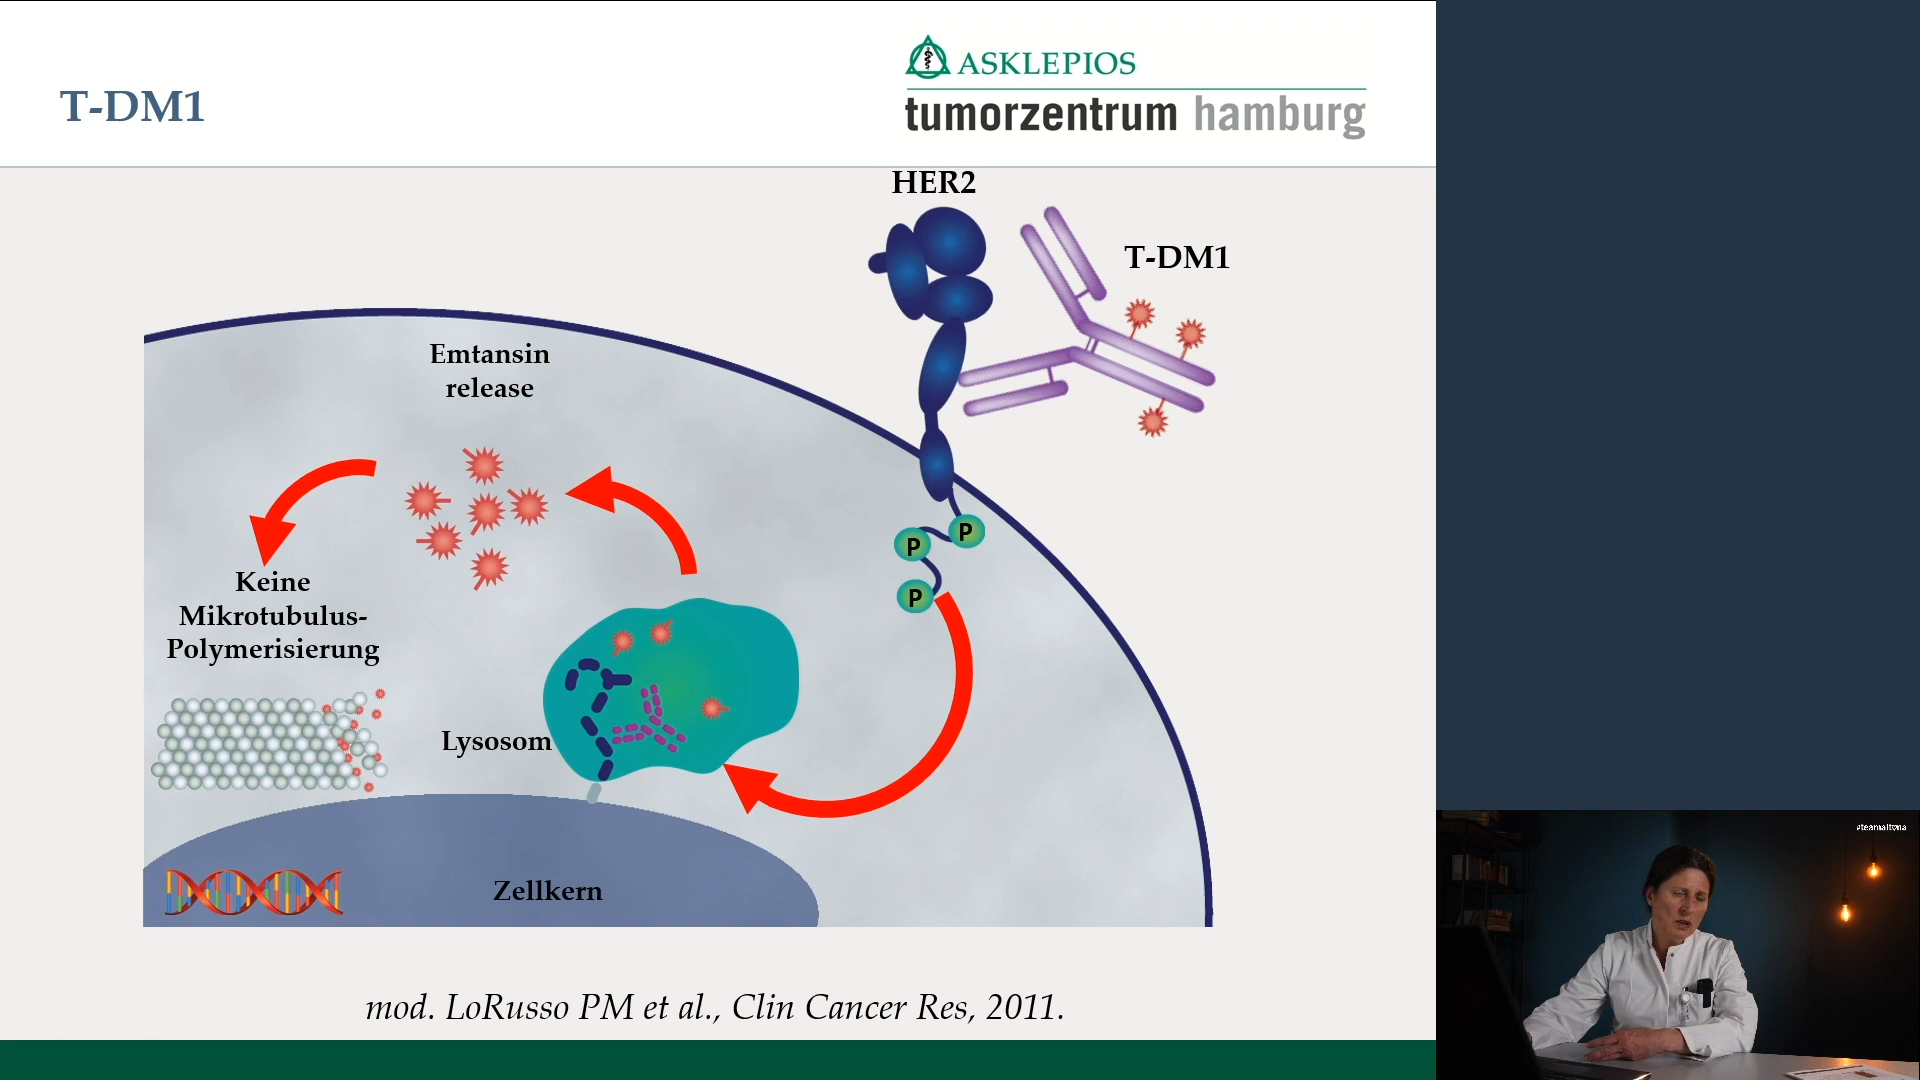 T-DM1
ASKLEPIOS
tumorzentrum hamburg
HER2
T-DM1
Emtansin
release
P
P
P
Keine
Mikrotubulus-
Polymerisierung
Lysosom
Zellkern
mod. LoRusso PM et al., Clin Cancer Res, 2011.
#teamaltona